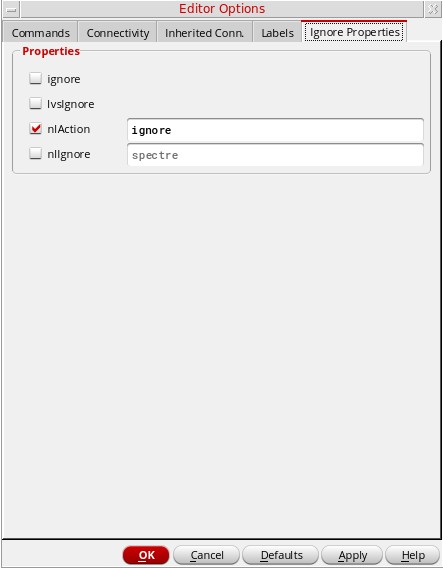 Editor Options
Commands Connectivity Inherited Conn. Labels Ignore Properties
Properties
ignore
lvsIgnore
nlAction ignore
nlIgnore spectre
OK Cancel Defaults Apply Help